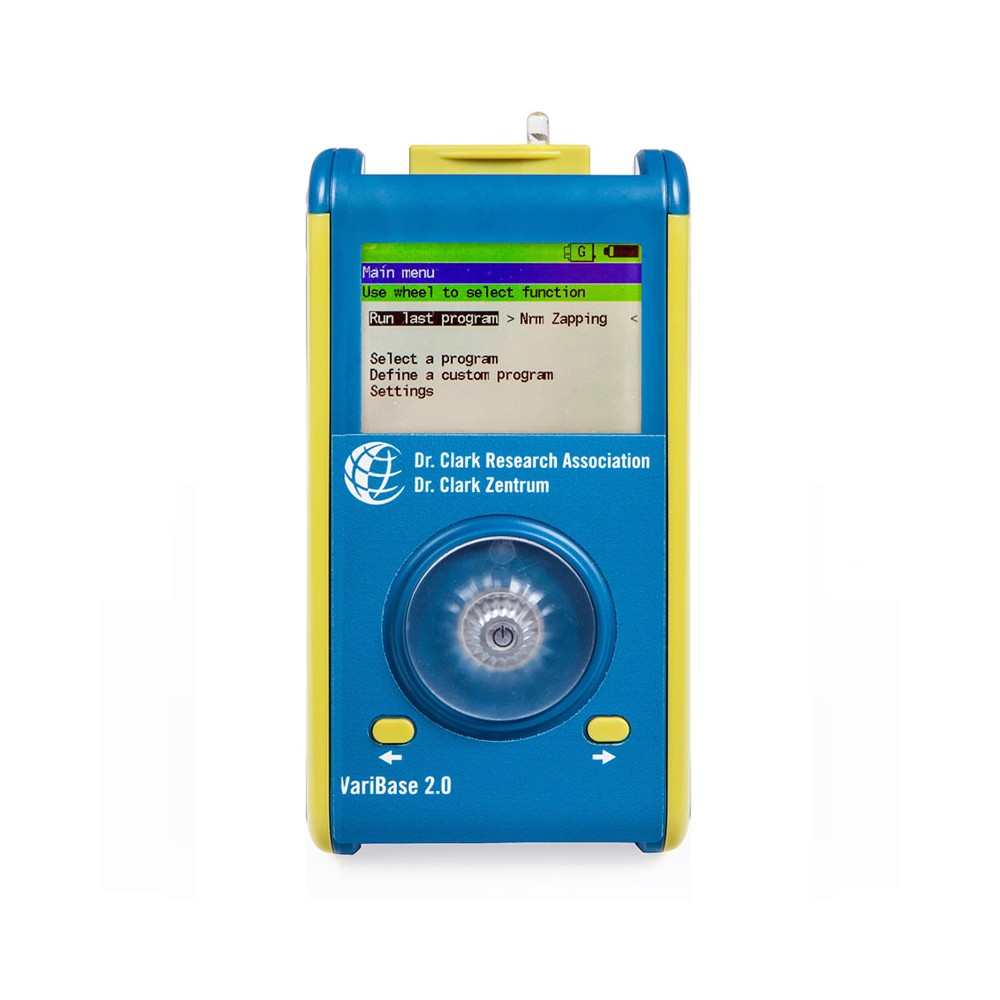 G
Main menu
Use wheel to select function
Run last program > Nrm Zapping <
Select a program
Define a custom program
Settings
Dr. Clark Research Association
Dr. Clark Zentrum
VariBase 2.0